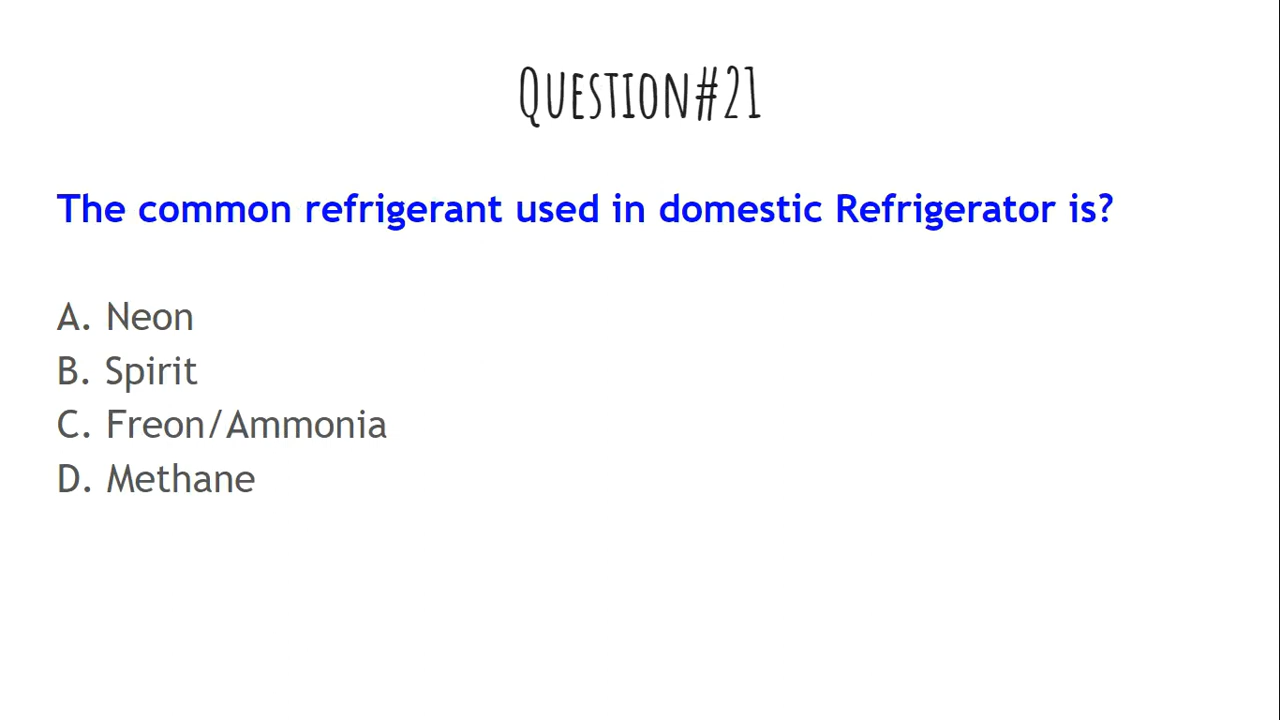 Question#21
The common refrigerant used in domestic Refrigerator is?
A. Neon
B. Spirit
C. Freon/Ammonia
D. Methane